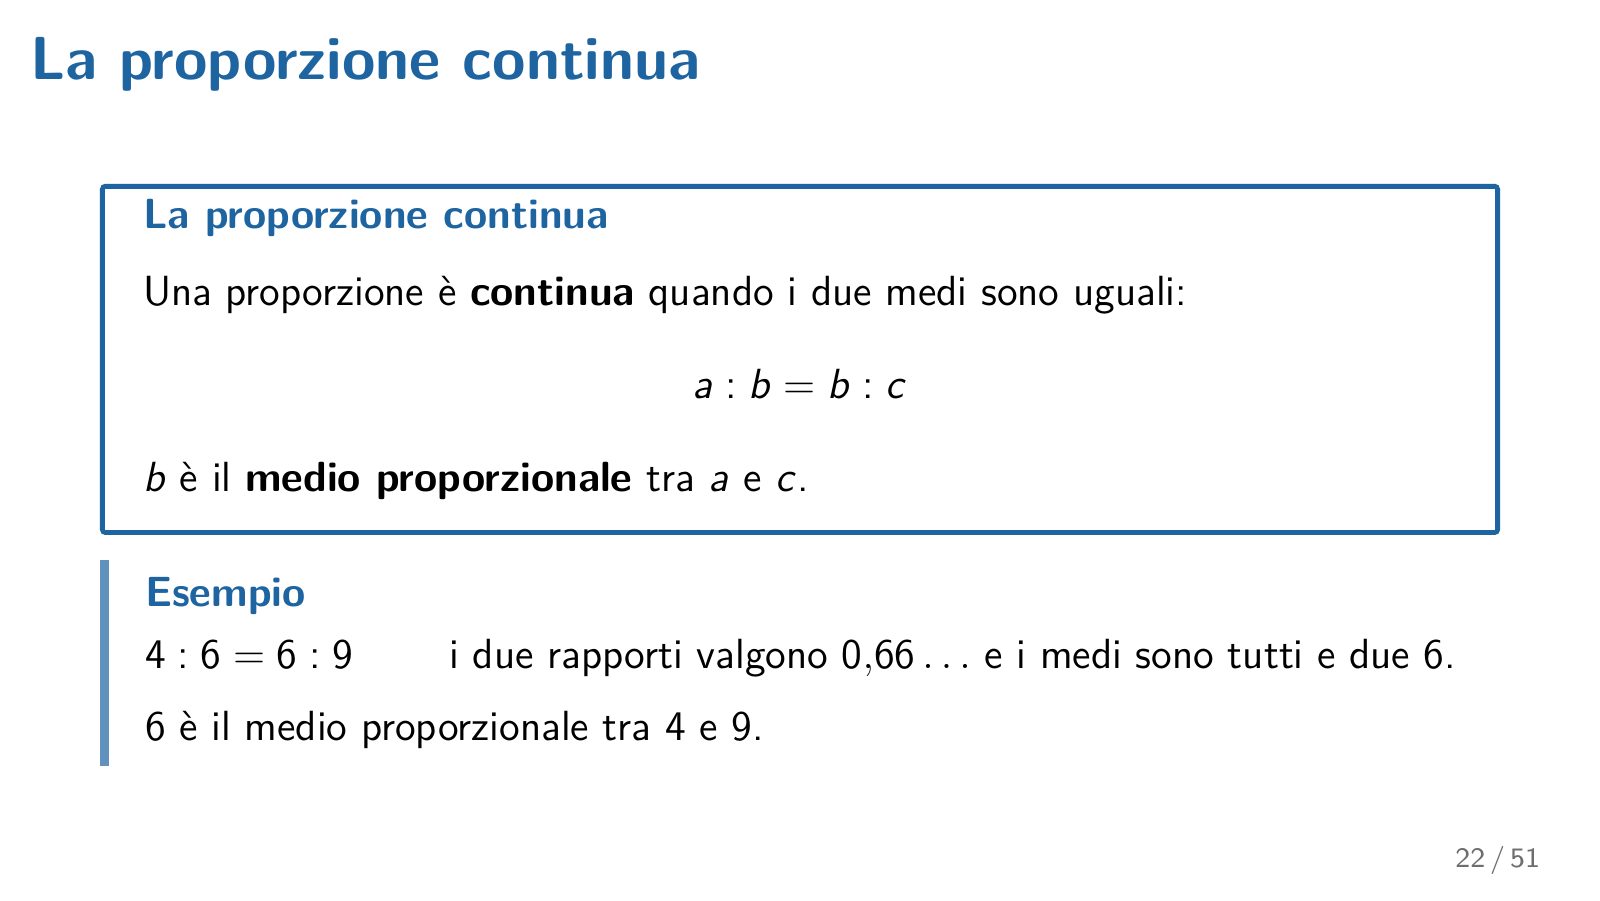 La proporzione continua
La proporzione continua
Una proporzione è continua quando i due medi sono uguali:
a : b = b : c
b è il medio proporzionale tra a e c.
Esempio
4 : 6 = 6 : 9 i due rapporti valgono 0,66 . . . e i medi sono tutti e due 6.
6 è il medio proporzionale tra 4 e 9.
22 / 51